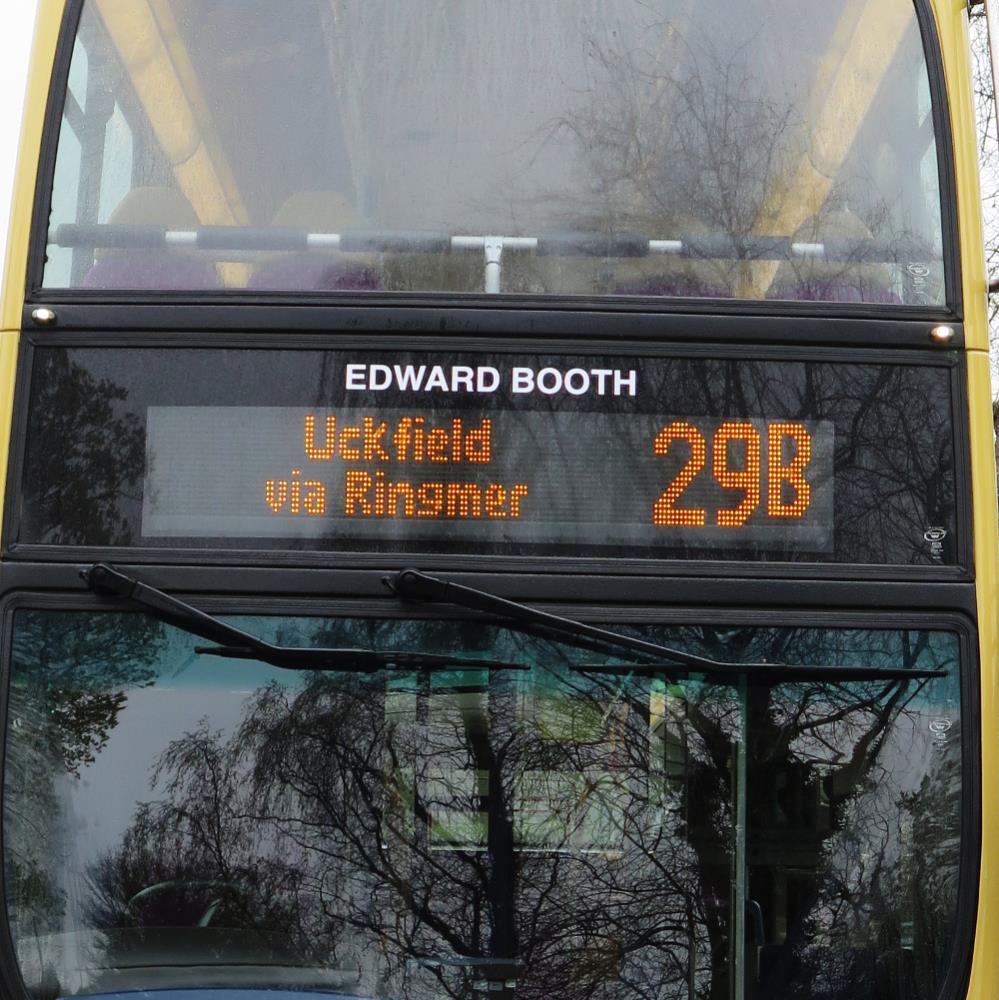 EDWARD BOOTH
Uckfield
via Ringmer
29B